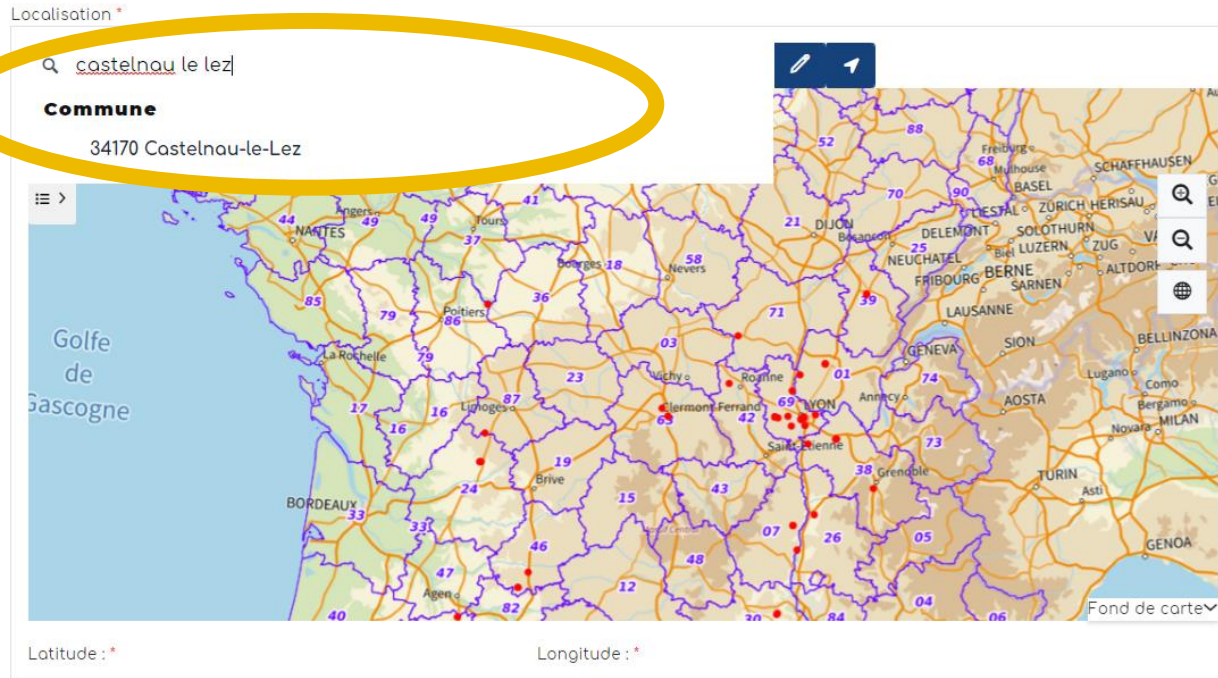 Localisation *
castelnau le lez
Commune
34170 Castelnau-le-Lez
52
88
Freiburg
68
Mulhouse
SCHAFFHAUSEN
70
90
BASEL
LIESTAL
ZÜRICH
HERISAU
44
Angers
49
49
Tours
41
21
DIJON
Besançon
DELEMONT
SOLOTHURN
NANTES
37
25
Biel
LUZERN
ZUG
NEUCHATEL
Bourges
18
58
Nevers
BERNE
ALTDORF
FRIBOURG
SARNEN
85
79
Poitiers
86
36
71
39
LAUSANNE
Golfe
de
Gascogne
La Rochelle
79
03
GENEVA
SION
BELLINZONA
23
Vichy
Roanne
01
74
Lugano
Como
17
16
Limoges
87
Clermont Ferrand
63
42
69
LYON
Annecy
AOSTA
Bergamo
16
Novara
MILAN
Saint-Etienne
73
19
38
Grenoble
TURIN
24
Brive
15
43
Asti
BORDEAUX
33
33
07
26
05
GENOA
46
48
47
Agen
12
82
40
30
84
04
06
Fond de carte
Latitude : *
Longitude : *